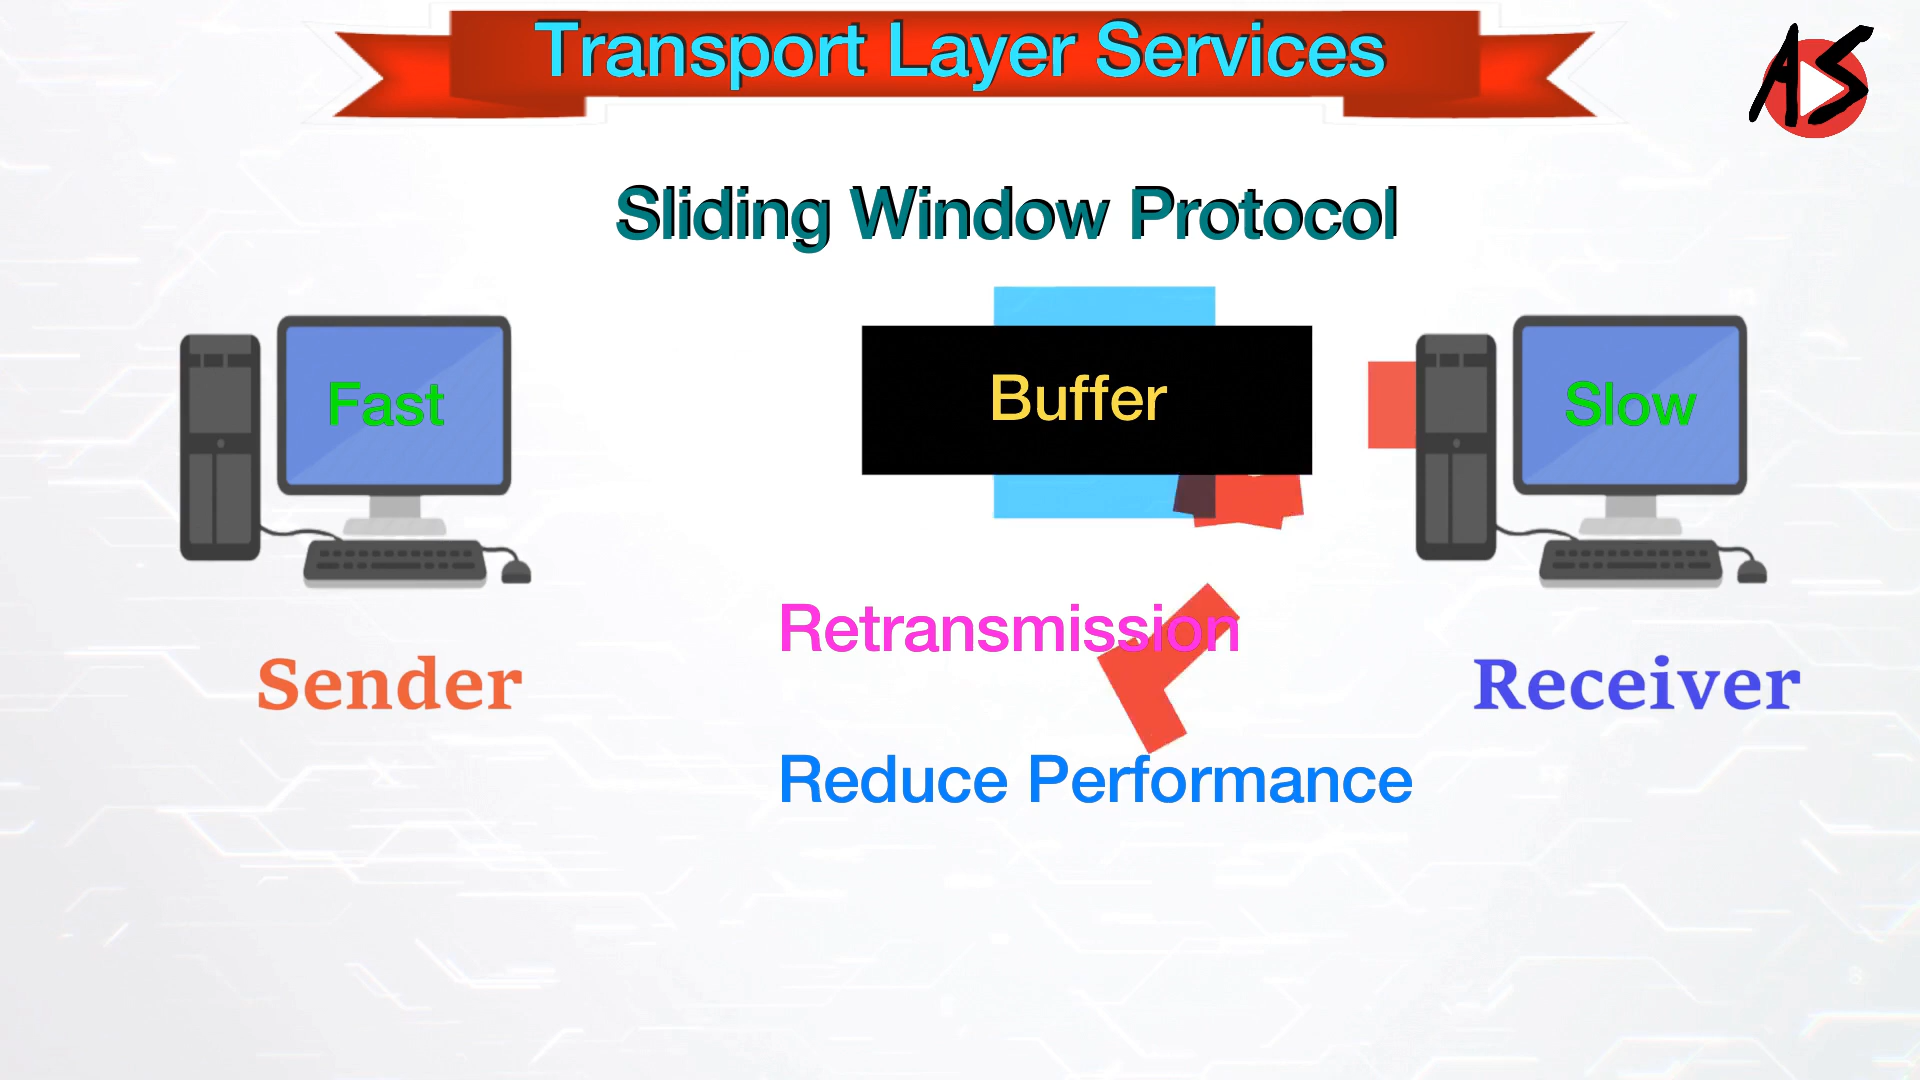 Transport Layer Services
AS
Sliding Window Protocol
Fast
Buffer
Slow
Retransmission
Sender
Receiver
Reduce Performance